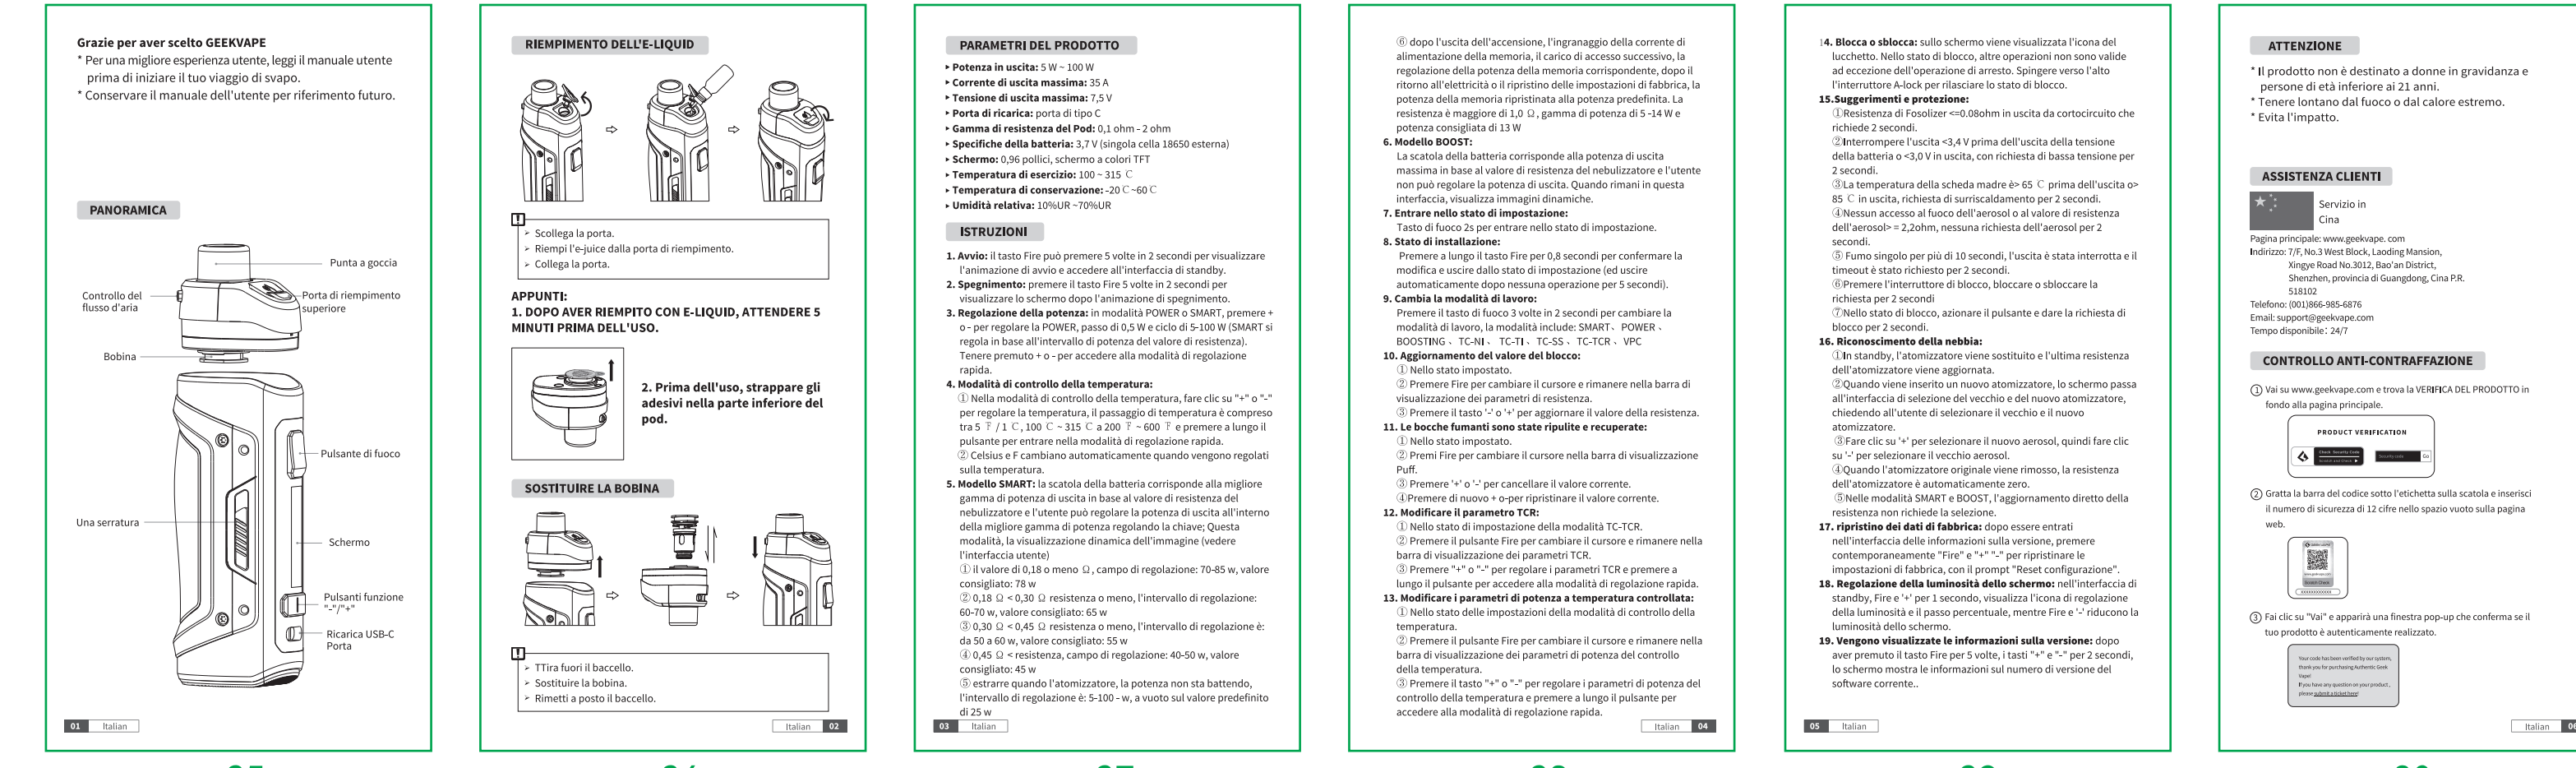 Grazie per aver scelto GEEKVAPE
* Per una migliore esperienza utente, leggi il manuale utente
prima di iniziare il tuo viaggio di svapo.
* Conservare il manuale dell'utente per riferimento futuro.
PANORAMICA
Punta a goccia
Controllo del
flusso d'aria
Porta di riempimento
superiore
Bobina
Pulsante di fuoco
Una serratura
Schermo
Pulsanti funzione
"-"/"+"
Ricarica USB-C
Porta
01 Italian
RIEMPIMENTO DELL'E-LIQUID
➢ Scollega la porta.
➢ Riempi l'e-juice dalla porta di riempimento.
➢ Collega la porta.
APPUNTI:
1. DOPO AVER RIEMPITO CON E-LIQUID, ATTENDERE 5
MINUTI PRIMA DELL'USO.
2. Prima dell'uso, strappare gli
adesivi nella parte inferiore del
pod.
SOSTITUIRE LA BOBINA
➢ TTira fuori il baccello.
➢ Sostituire la bobina.
➢ Rimetti a posto il baccello.
Italian 02
PARAMETRI DEL PRODOTTO
▸ Potenza in uscita: 5 W ~ 100 W
▸ Corrente di uscita massima: 35 A
▸ Tensione di uscita massima: 7,5 V
▸ Porta di ricarica: porta di tipo C
▸ Gamma di resistenza del Pod: 0,1 ohm - 2 ohm
▸ Specifiche della batteria: 3,7 V (singola cella 18650 esterna)
▸ Schermo: 0,96 pollici, schermo a colori TFT
▸ Temperatura di esercizio: 100 ~ 315 ℃
▸ Temperatura di conservazione: -20℃~60℃
▸ Umidità relativa: 10%UR ~70%UR
ISTRUZIONI
1. Avvio: il tasto Fire può premere 5 volte in 2 secondi per visualizzare
l'animazione di avvio e accedere all'interfaccia di standby.
2. Spegnimento: premere il tasto Fire 5 volte in 2 secondi per
visualizzare lo schermo dopo l'animazione di spegnimento.
3. Regolazione della potenza: in modalità POWER o SMART, premere +
o - per regolare la POWER, passo di 0,5 W e ciclo di 5-100 W (SMART si
regola in base all'intervallo di potenza del valore di resistenza).
Tenere premuto + o - per accedere alla modalità di regolazione
rapida.
4. Modalità di controllo della temperatura:
① Nella modalità di controllo della temperatura, fare clic su "+" o "-"
per regolare la temperatura, il passaggio di temperatura è compreso
tra 5 ℉ / 1 ℃, 100 ℃ ~ 315 ℃ a 200 ℉ ~ 600 ℉ e premere a lungo il
pulsante per entrare nella modalità di regolazione rapida.
② Celsius e F cambiano automaticamente quando vengono regolati
sulla temperatura.
5. Modello SMART: la scatola della batteria corrisponde alla migliore
gamma di potenza di uscita in base al valore di resistenza del
nebulizzatore e l'utente può regolare la potenza di uscita all'interno
della migliore gamma di potenza regolando la chiave; Questa
modalità, la visualizzazione dinamica dell'immagine (vedere
l'interfaccia utente)
① il valore di 0,18 o meno Ω, campo di regolazione: 70-85 w, valore
consigliato: 78 w
② 0,18 Ω < 0,30 Ω resistenza o meno, l'intervallo di regolazione:
60-70 w, valore consigliato: 65 w
③ 0,30 Ω < 0,45 Ω resistenza o meno, l'intervallo di regolazione è:
da 50 a 60 w, valore consigliato: 55 w
④ 0,45 Ω < resistenza, campo di regolazione: 40-50 w, valore
consigliato: 45 w
⑤ estrarre quando l'atomizzatore, la potenza non sta battendo,
l'intervallo di regolazione è: 5-100 - w, a vuoto sul valore predefinito
di 25 w
03 Italian
⑥ dopo l'uscita dell'accensione, l'ingranaggio della corrente di
alimentazione della memoria, il carico di accesso successivo, la
regolazione della potenza della memoria corrispondente, dopo il
ritorno all'elettricità o il ripristino delle impostazioni di fabbrica, la
potenza della memoria ripristinata alla potenza predefinita. La
resistenza è maggiore di 1,0 Ω, gamma di potenza di 5 -14 W e
potenza consigliata di 13 W
6. Modello BOOST:
La scatola della batteria corrisponde alla potenza di uscita
massima in base al valore di resistenza del nebulizzatore e l'utente
non può regolare la potenza di uscita. Quando rimani in questa
interfaccia, visualizza immagini dinamiche.
7. Entrare nello stato di impostazione:
Tasto di fuoco 2s per entrare nello stato di impostazione.
8. Stato di installazione:
Premere a lungo il tasto Fire per 0,8 secondi per confermare la
modifica e uscire dallo stato di impostazione (ed uscire
automaticamente dopo nessuna operazione per 5 secondi).
9. Cambia la modalità di lavoro:
Premere il tasto di fuoco 3 volte in 2 secondi per cambiare la
modalità di lavoro, la modalità include: SMART、 POWER 、
BOOSTING 、 TC-NI 、 TC-TI 、 TC-SS 、 TC-TCR 、 VPC
10. Aggiornamento del valore del blocco:
① Nello stato impostato.
② Premere Fire per cambiare il cursore e rimanere nella barra di
visualizzazione dei parametri di resistenza.
③ Premere il tasto '-' o '+' per aggiornare il valore della resistenza.
11. Le bocche fumanti sono state ripulite e recuperate:
① Nello stato impostato.
② Premi Fire per cambiare il cursore nella barra di visualizzazione
Puff.
③ Premere '+' o '-' per cancellare il valore corrente.
④Premere di nuovo + o-per ripristinare il valore corrente.
12. Modificare il parametro TCR:
① Nello stato di impostazione della modalità TC-TCR.
② Premere il pulsante Fire per cambiare il cursore e rimanere nella
barra di visualizzazione dei parametri TCR.
③ Premere "+" o "-" per regolare i parametri TCR e premere a
lungo il pulsante per accedere alla modalità di regolazione rapida.
13. Modificare i parametri di potenza a temperatura controllata:
① Nello stato delle impostazioni della modalità di controllo della
temperatura.
② Premere il pulsante Fire per cambiare il cursore e rimanere nella
barra di visualizzazione dei parametri di potenza del controllo
della temperatura.
③ Premere il tasto "+" o "-" per regolare i parametri di potenza del
controllo della temperatura e premere a lungo il pulsante per
accedere alla modalità di regolazione rapida.
Italian 04
14. Blocca o sblocca: sullo schermo viene visualizzata l'icona del
lucchetto. Nello stato di blocco, altre operazioni non sono valide
ad eccezione dell'operazione di arresto. Spingere verso l'alto
l'interruttore A-lock per rilasciare lo stato di blocco.
15.Suggerimenti e protezione:
①Resistenza di Fosolizer <=0.08ohm in uscita da cortocircuito che
richiede 2 secondi.
②Interrompere l'uscita <3,4 V prima dell'uscita della tensione
della batteria o <3,0 V in uscita, con richiesta di bassa tensione per
2 secondi.
③La temperatura della scheda madre è> 65 ℃ prima dell'uscita o>
85 ℃ in uscita, richiesta di surriscaldamento per 2 secondi.
④Nessun accesso al fuoco dell'aerosol o al valore di resistenza
dell'aerosol> = 2,2ohm, nessuna richiesta dell'aerosol per 2
secondi.
⑤ Fumo singolo per più di 10 secondi, l'uscita è stata interrotta e il
timeout è stato richiesto per 2 secondi.
⑥Premere l'interruttore di blocco, bloccare o sbloccare la
richiesta per 2 secondi
⑦Nello stato di blocco, azionare il pulsante e dare la richiesta di
blocco per 2 secondi.
16. Riconoscimento della nebbia:
①In standby, l'atomizzatore viene sostituito e l'ultima resistenza
dell'atomizzatore viene aggiornata.
②Quando viene inserito un nuovo atomizzatore, lo schermo passa
all'interfaccia di selezione del vecchio e del nuovo atomizzatore,
chiedendo all'utente di selezionare il vecchio e il nuovo
atomizzatore.
③Fare clic su '+' per selezionare il nuovo aerosol, quindi fare clic
su '-' per selezionare il vecchio aerosol.
④Quando l'atomizzatore originale viene rimosso, la resistenza
dell'atomizzatore è automaticamente zero.
⑤Nelle modalità SMART e BOOST, l'aggiornamento diretto della
resistenza non richiede la selezione.
17. ripristino dei dati di fabbrica: dopo essere entrati
nell'interfaccia delle informazioni sulla versione, premere
contemporaneamente "Fire" e "+" "-" per ripristinare le
impostazioni di fabbrica, con il prompt "Reset configurazione".
18. Regolazione della luminosità dello schermo: nell'interfaccia di
standby, Fire e '+' per 1 secondo, visualizza l'icona di regolazione
della luminosità e il passo percentuale, mentre Fire e '-' riducono la
luminosità dello schermo.
19. Vengono visualizzate le informazioni sulla versione: dopo
aver premuto il tasto Fire per 5 volte, i tasti "+" e "-" per 2 secondi,
lo schermo mostra le informazioni sul numero di versione del
software corrente..
05 Italian
ATTENZIONE
* Il prodotto non è destinato a donne in gravidanza e
persone di età inferiore ai 21 anni.
* Tenere lontano dal fuoco o dal calore estremo.
* Evita l'impatto.
ASSISTENZA CLIENTI
Servizio in
Cina
Pagina principale: www.geekvape. com
Indirizzo: 7/F, No.3 West Block, Laoding Mansion,
Xingye Road No.3012, Bao'an District,
Shenzhen, provincia di Guangdong, Cina P.R.
518102
Telefono: (001)866-985-6876
Email: support@geekvape.com
Tempo disponibile：24/7
CONTROLLO ANTI-CONTRAFFAZIONE
① Vai su www.geekvape.com e trova la VERIFICA DEL PRODOTTO in
fondo alla pagina principale.
PRODUCT VERIFICATION
Check Security Code
Security code Go
② Gratta la barra del codice sotto l'etichetta sulla scatola e inserisci
il numero di sicurezza di 12 cifre nello spazio vuoto sulla pagina
web.
Scratch Check
③ Fai clic su "Vai" e apparirà una finestra pop-up che conferma se il
tuo prodotto è autenticamente realizzato.
Your code has been verified by our system,
thank you for purchasing Authentic Geek
Vape!
If you have any question on your product ,
please submit a ticket here!
Italian